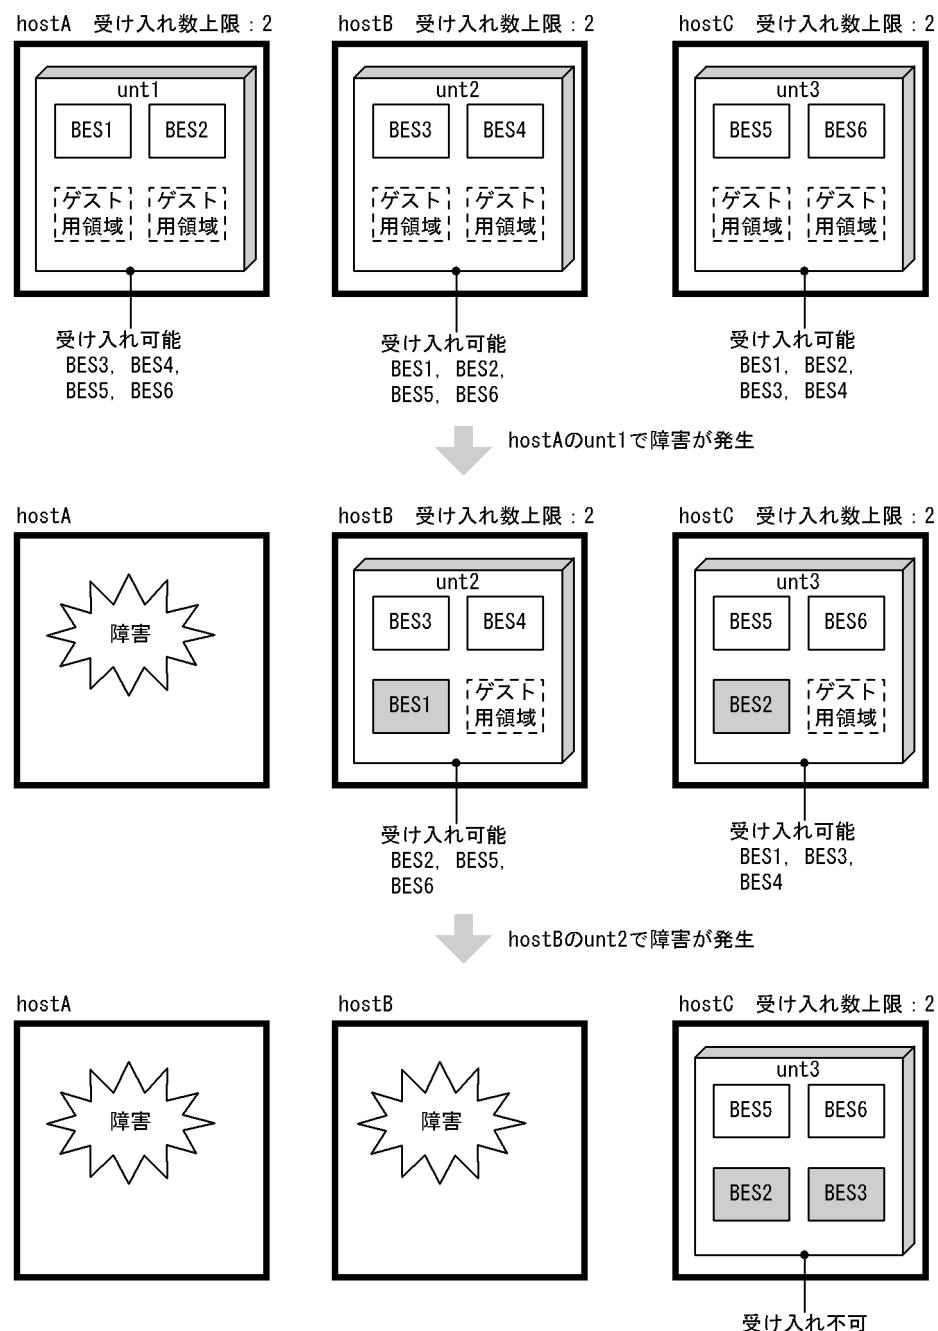 hostA　受け入れ数上限：2
hostB　受け入れ数上限：2
hostC　受け入れ数上限：2
unt1
unt2
unt3
BES1
BES2
BES3
BES4
BES5
BES6
ゲスト
用領域
ゲスト
用領域
ゲスト
用領域
ゲスト
用領域
ゲスト
用領域
ゲスト
用領域
受け入れ可能
BES3, BES4,
BES5, BES6
受け入れ可能
BES1, BES2,
BES5, BES6
受け入れ可能
BES1, BES2,
BES3, BES4
hostAのunt1で障害が発生
hostA
hostB　受け入れ数上限：2
hostC　受け入れ数上限：2
障害
unt2
unt3
BES3
BES4
BES5
BES6
BES1
ゲスト
用領域
BES2
ゲスト
用領域
受け入れ可能
BES2, BES5,
BES6
受け入れ可能
BES1, BES3,
BES4
hostBのunt2で障害が発生
hostA
hostB
hostC　受け入れ数上限：2
障害
障害
unt3
BES5
BES6
BES2
BES3
受け入れ不可